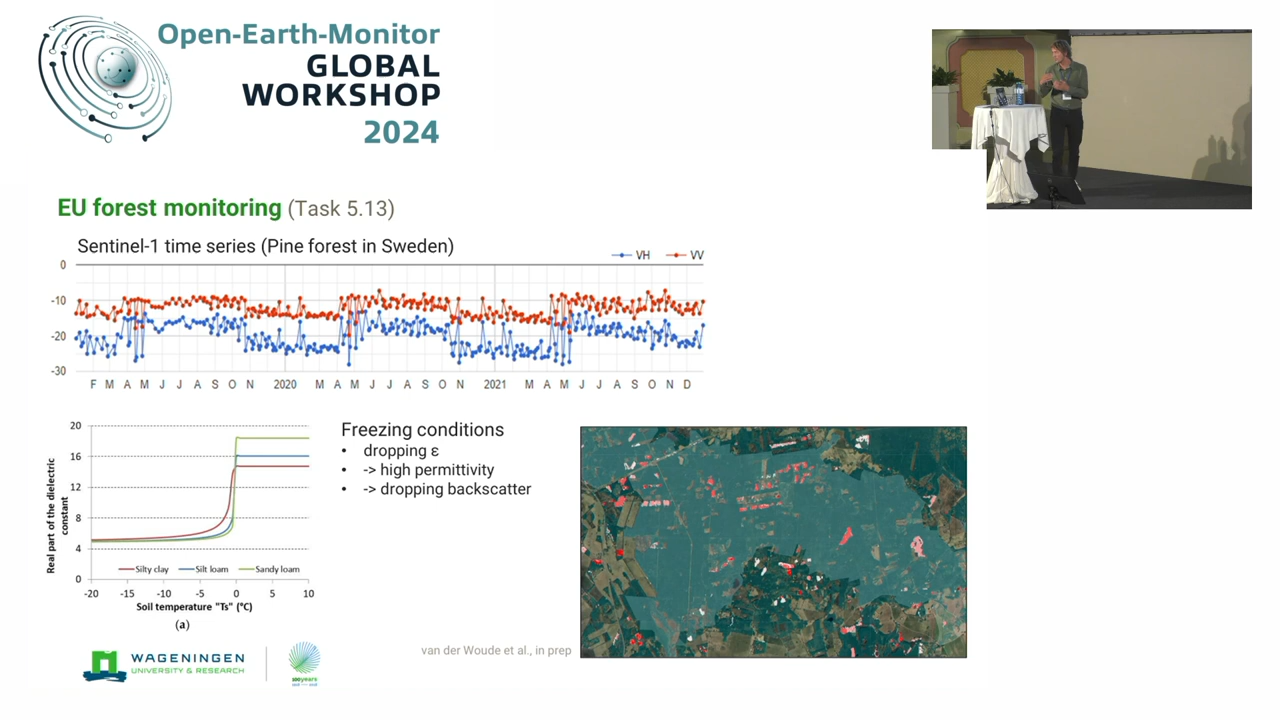 Open-Earth-Monitor
GLOBAL
WORKSHOP
2024
EU forest monitoring (Task 5.13)
Sentinel-1 time series (Pine forest in Sweden)
VH VV
0
-10
-20
-30
F M A M J J A S O N 2020 M A M J J A S O N 2021 M A M J J A S O N D
20
16
12
8
4
0
Real part of the dielectric
constant
Silty clay Silt loam Sandy loam
-20 -15 -10 -5 0 5 10
Soil temperature "Ts" (°C)
(a)
Freezing conditions
• dropping ε
• -> high permittivity
• -> dropping backscatter
van der Woude et al., in prep
WAGENINGEN
UNIVERSITY & RESEARCH
100years